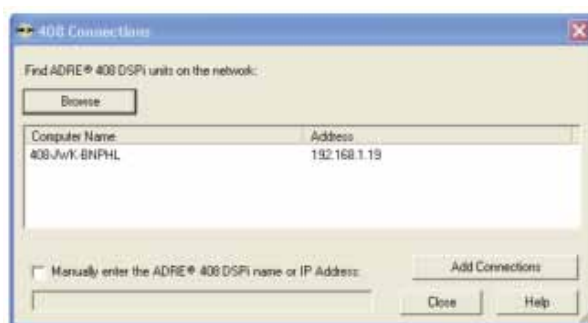 408 Connections
Find ADRE® 408 DSPi units on the network:
Browse
Computer Name Address
408-JWK-BNPHL 192.168.1.19
Manually enter the ADRE® 408 DSPi name or IP Address:
Add Connections
Close Help